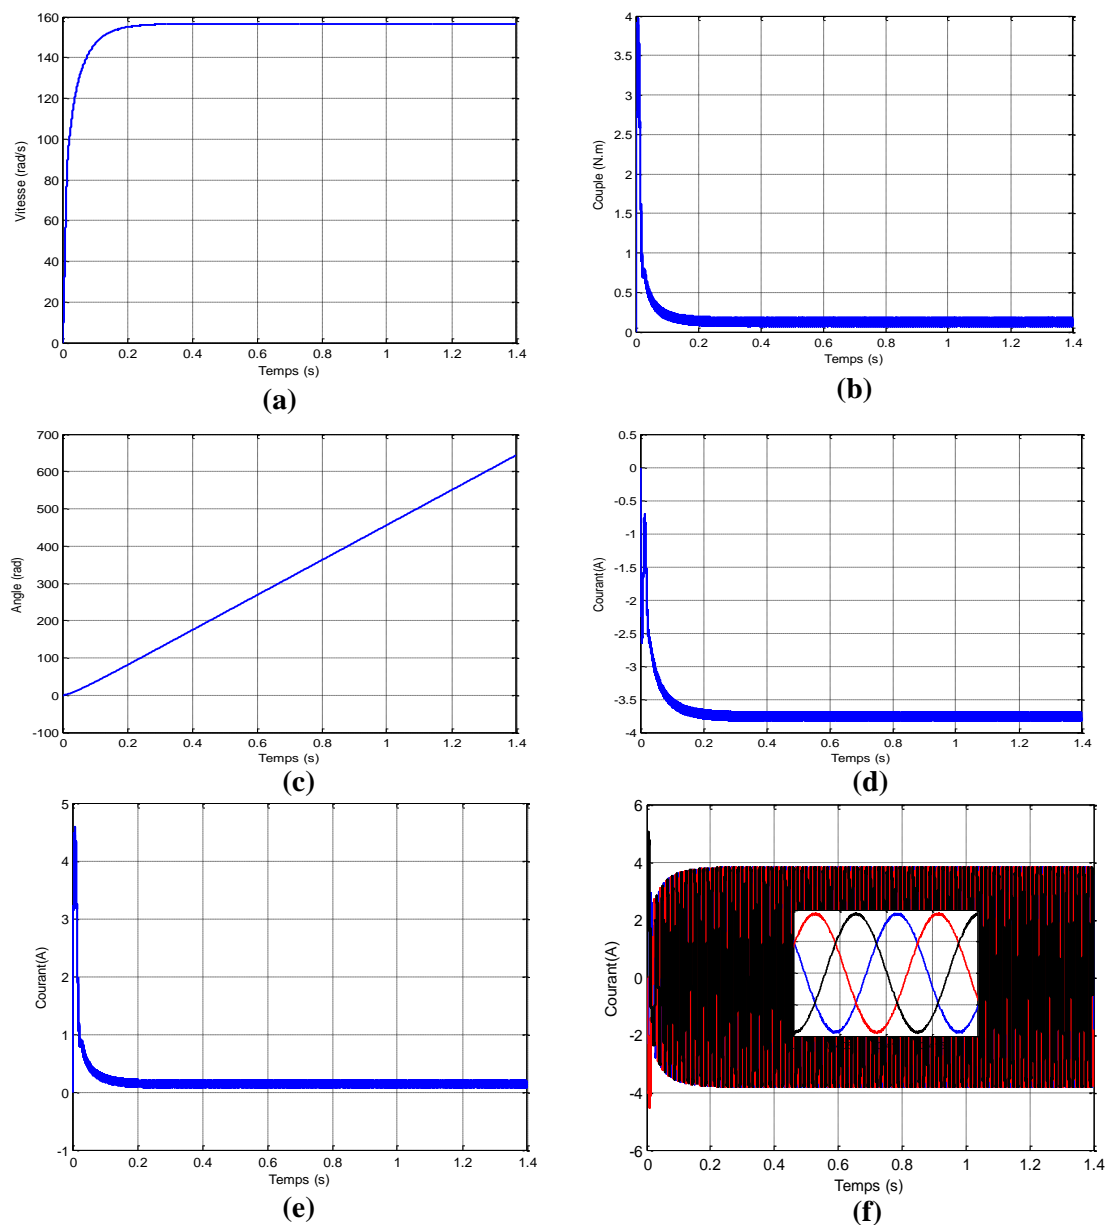 160
140
120
100
80
60
40
20
0
Vitesse (rad/s)
0 0.2 0.4 0.6 0.8 1 1.2 1.4
Temps (s)
(a)
4
3.5
3
2.5
2
1.5
1
0.5
0
Couple (N.m)
0 0.2 0.4 0.6 0.8 1 1.2 1.4
Temps (s)
(b)
700
600
500
400
300
200
100
0
-100
Angle (rad)
0 0.2 0.4 0.6 0.8 1 1.2 1.4
Temps (s)
(c)
0.5
0
-0.5
-1
-1.5
-2
-2.5
-3
-3.5
-4
Courant(A)
0 0.2 0.4 0.6 0.8 1 1.2 1.4
Temps (s)
(d)
5
4
3
2
1
0
-1
Courant(A)
0 0.2 0.4 0.6 0.8 1 1.2 1.4
Temps (s)
(e)
6
4
2
0
-2
-4
-6
Courant(A)
0 0.2 0.4 0.6 0.8 1 1.2 1.4
Temps (s)
(f)